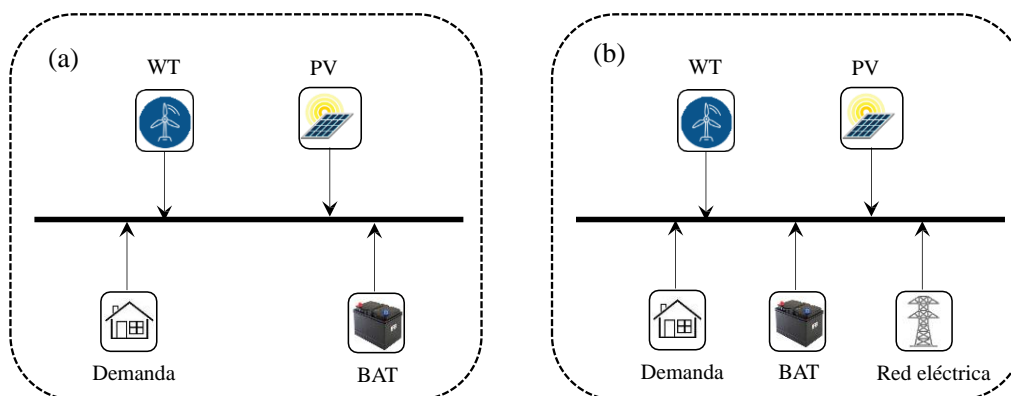 (a)
WT
PV
Demanda
BAT
(b)
WT
PV
Demanda
BAT
Red eléctrica